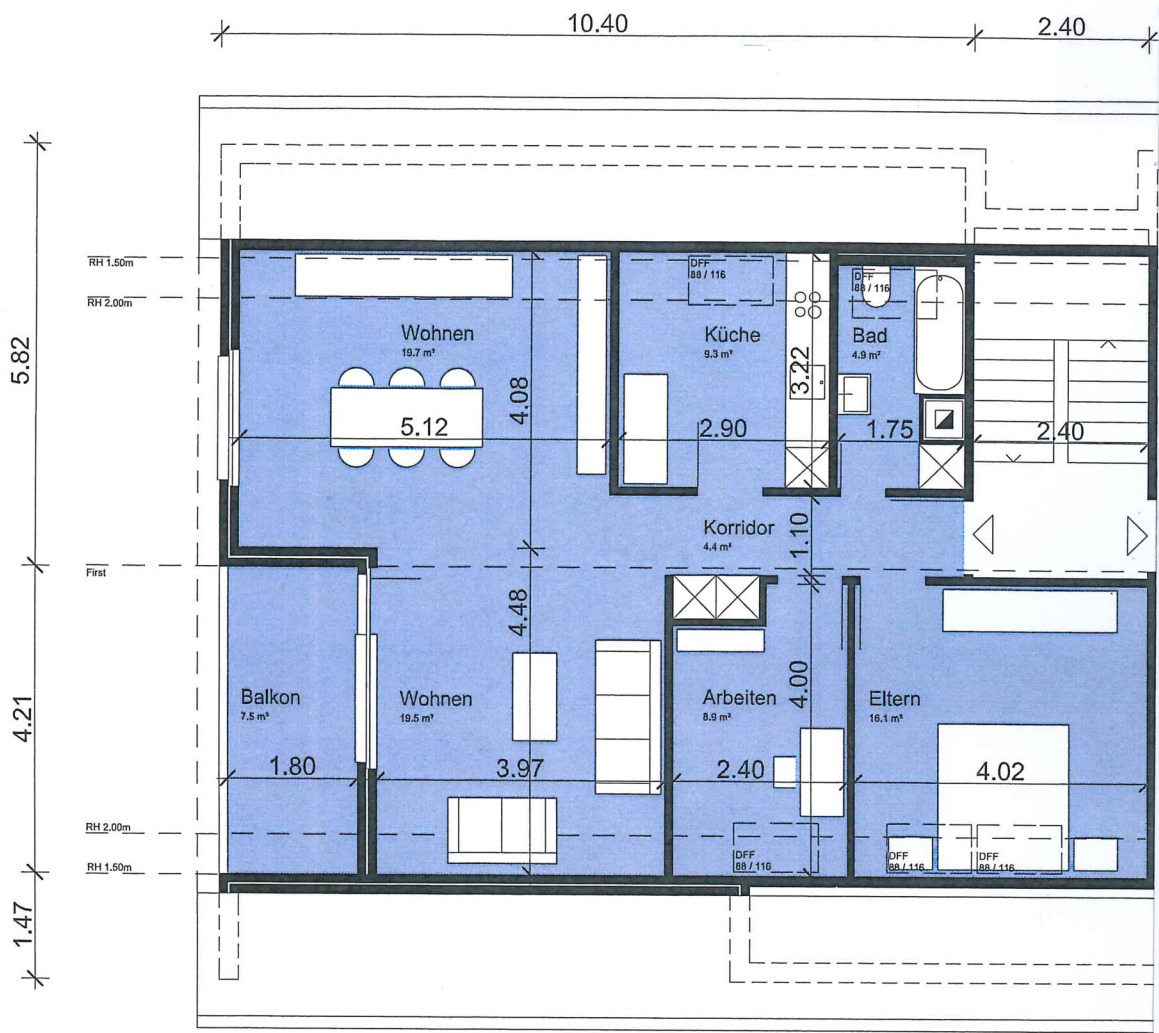 10.40
2.40
RH 1.50m
RH 2.00m
5.82
Wohnen
19.7 m²
5.12
4.08
DFF
88 / 116
Küche
9.3 m²
3.22
2.90
DFF
88 / 116
Bad
4.9 m²
1.75
2.40
Korridor
4.4 m²
1.10
First
4.21
Balkon
7.5 m²
1.80
Wohnen
19.5 m²
4.48
3.97
Arbeiten
8.9 m²
4.00
2.40
DFF
88 / 116
Eltern
16.1 m²
4.02
DFF
88 / 116
DFF
88 / 116
RH 2.00m
RH 1.50m
1.47